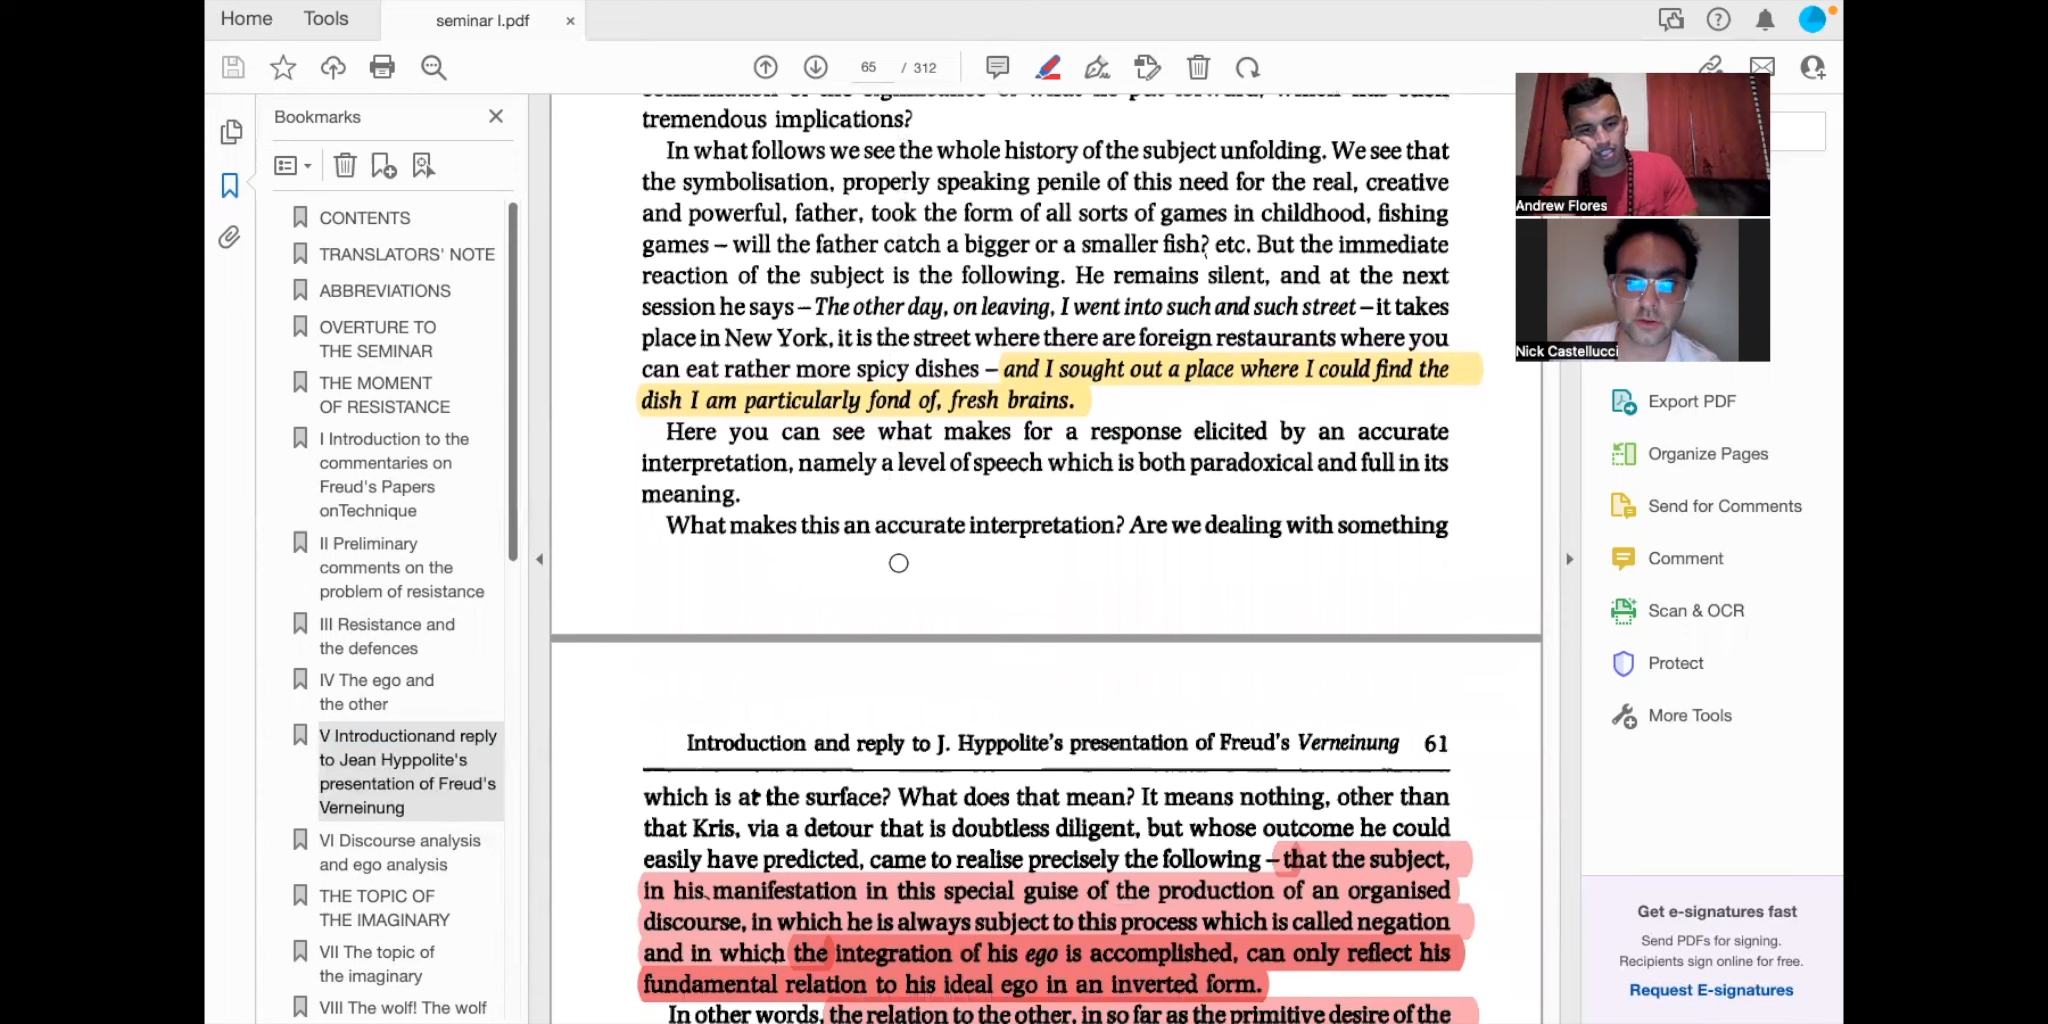 Home
Tools
seminar I.pdf
65 / 312
Bookmarks
CONTENTS
TRANSLATORS' NOTE
ABBREVIATIONS
OVERTURE TO
THE SEMINAR
THE MOMENT
OF RESISTANCE
I Introduction to the
commentaries on
Freud's Papers
onTechnique
II Preliminary
comments on the
problem of resistance
III Resistance and
the defences
IV The ego and
the other
V Introductionand reply
to Jean Hyppolite's
presentation of Freud's
Verneinung
VI Discourse analysis
and ego analysis
THE TOPIC OF
THE IMAGINARY
VII The topic of
the imaginary
VIII The wolf! The wolf
tremendous implications?
In what follows we see the whole history of the subject unfolding. We see that
the symbolisation, properly speaking penile of this need for the real, creative
and powerful, father, took the form of all sorts of games in childhood, fishing
games – will the father catch a bigger or a smaller fish? etc. But the immediate
reaction of the subject is the following. He remains silent, and at the next
session he says – The other day, on leaving, I went into such and such street – it takes
place in New York, it is the street where there are foreign restaurants where you
can eat rather more spicy dishes – and I sought out a place where I could find the
dish I am particularly fond of, fresh brains.
Here you can see what makes for a response elicited by an accurate
interpretation, namely a level of speech which is both paradoxical and full in its
meaning.
What makes this an accurate interpretation? Are we dealing with something
Introduction and reply to J. Hyppolite's presentation of Freud's Verneinung 61
which is at the surface? What does that mean? It means nothing, other than
that Kris, via a detour that is doubtless diligent, but whose outcome he could
easily have predicted, came to realise precisely the following – that the subject,
in his manifestation in this special guise of the production of an organised
discourse, in which he is always subject to this process which is called negation
and in which the integration of his ego is accomplished, can only reflect his
fundamental relation to his ideal ego in an inverted form.
In other words, the relation to the other, in so far as the primitive desire of the
Andrew Flores
Nick Castellucci
Export PDF
Organize Pages
Send for Comments
Comment
Scan & OCR
Protect
More Tools
Get e-signatures fast
Send PDFs for signing.
Recipients sign online for free.
Request E-signatures